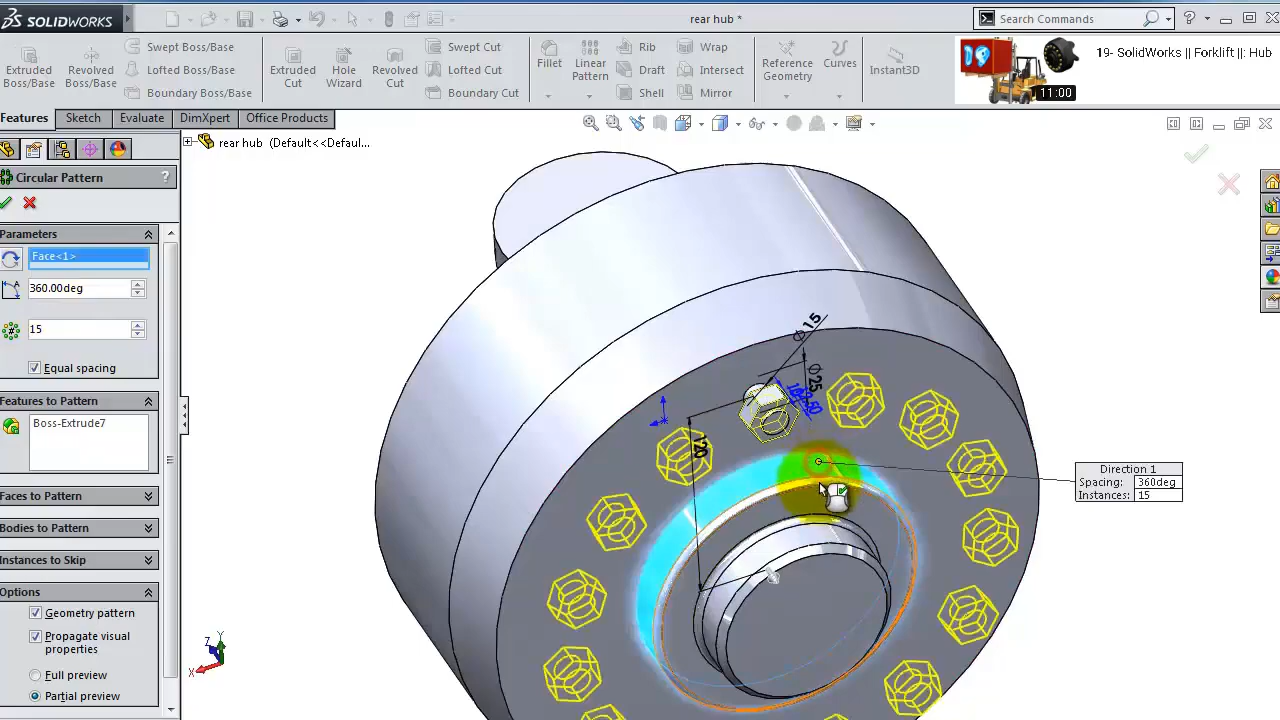 SOLIDWORKS
rear hub *
Search Commands
Extruded Boss/Base
Revolved Boss/Base
Swept Boss/Base
Lofted Boss/Base
Boundary Boss/Base
Extruded Cut
Hole Wizard
Revolved Cut
Swept Cut
Lofted Cut
Boundary Cut
Fillet
Linear Pattern
Rib
Draft
Shell
Wrap
Intersect
Mirror
Reference Geometry
Curves
Instant3D
19- SolidWorks || Forklift ||: Hub
19
11:00
Features
Sketch
Evaluate
DimXpert
Office Products
rear hub (Default<<Defaul...
Circular Pattern
?
Parameters
Face<1>
360.00deg
15
Equal spacing
Features to Pattern
Boss-Extrude7
Faces to Pattern
Bodies to Pattern
Instances to Skip
Options
Geometry pattern
Propagate visual
properties
Full preview
Partial preview
Ø15
Ø25
120
Direction 1
Spacing: 360deg
Instances: 15
Z
Y
X